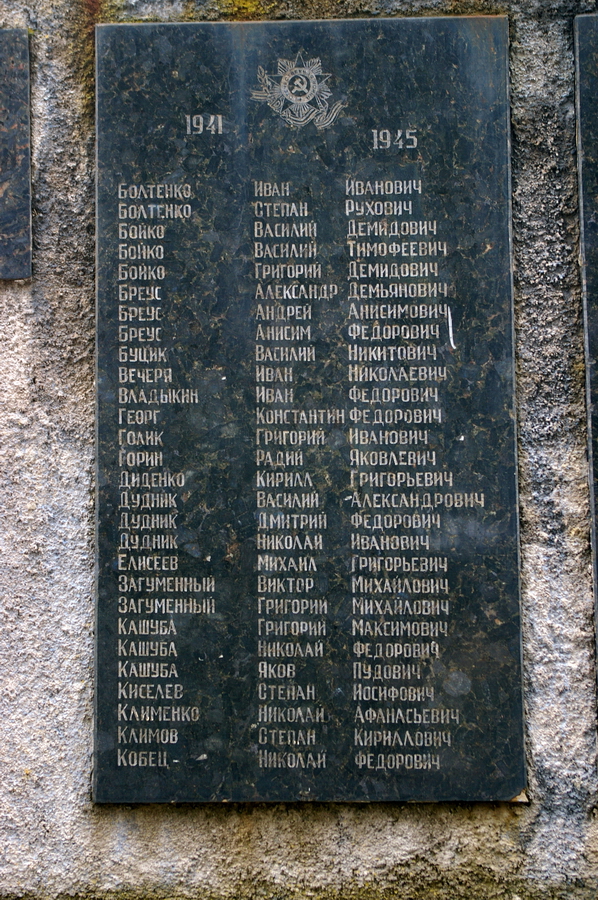 1941
1945
Болтенко Иван Иванович
Болтенко Степан Рухович
Бойко Василий Демидович
Бойко Василий Тимофеевич
Бойко Григорий Демидович
Бреус Александр Демьянович
Бреус Андрей Анисимович
Бреус Анисим Федорович
Буцик Василий Никитович
Вечеря Иван Николаевич
Владыкин Иван Федорович
Георг Константин Федорович
Голик Григорий Иванович
Горин Радий Яковлевич
Диденко Кирилл Григорьевич
Дудник Василий Александрович
Дудник Дмитрий Федорович
Дудник Николай Иванович
Елисеев Михаил Григорьевич
Загуменный Виктор Михайлович
Загуменный Григорий Михайлович
Кашуба Григорий Максимович
Кашуба Николай Федорович
Кашуба Яков Пудович
Киселев Степан Иосифович
Клименко Николай Афанасьевич
Климов Степан Кириллович
Кобец Николай Федорович